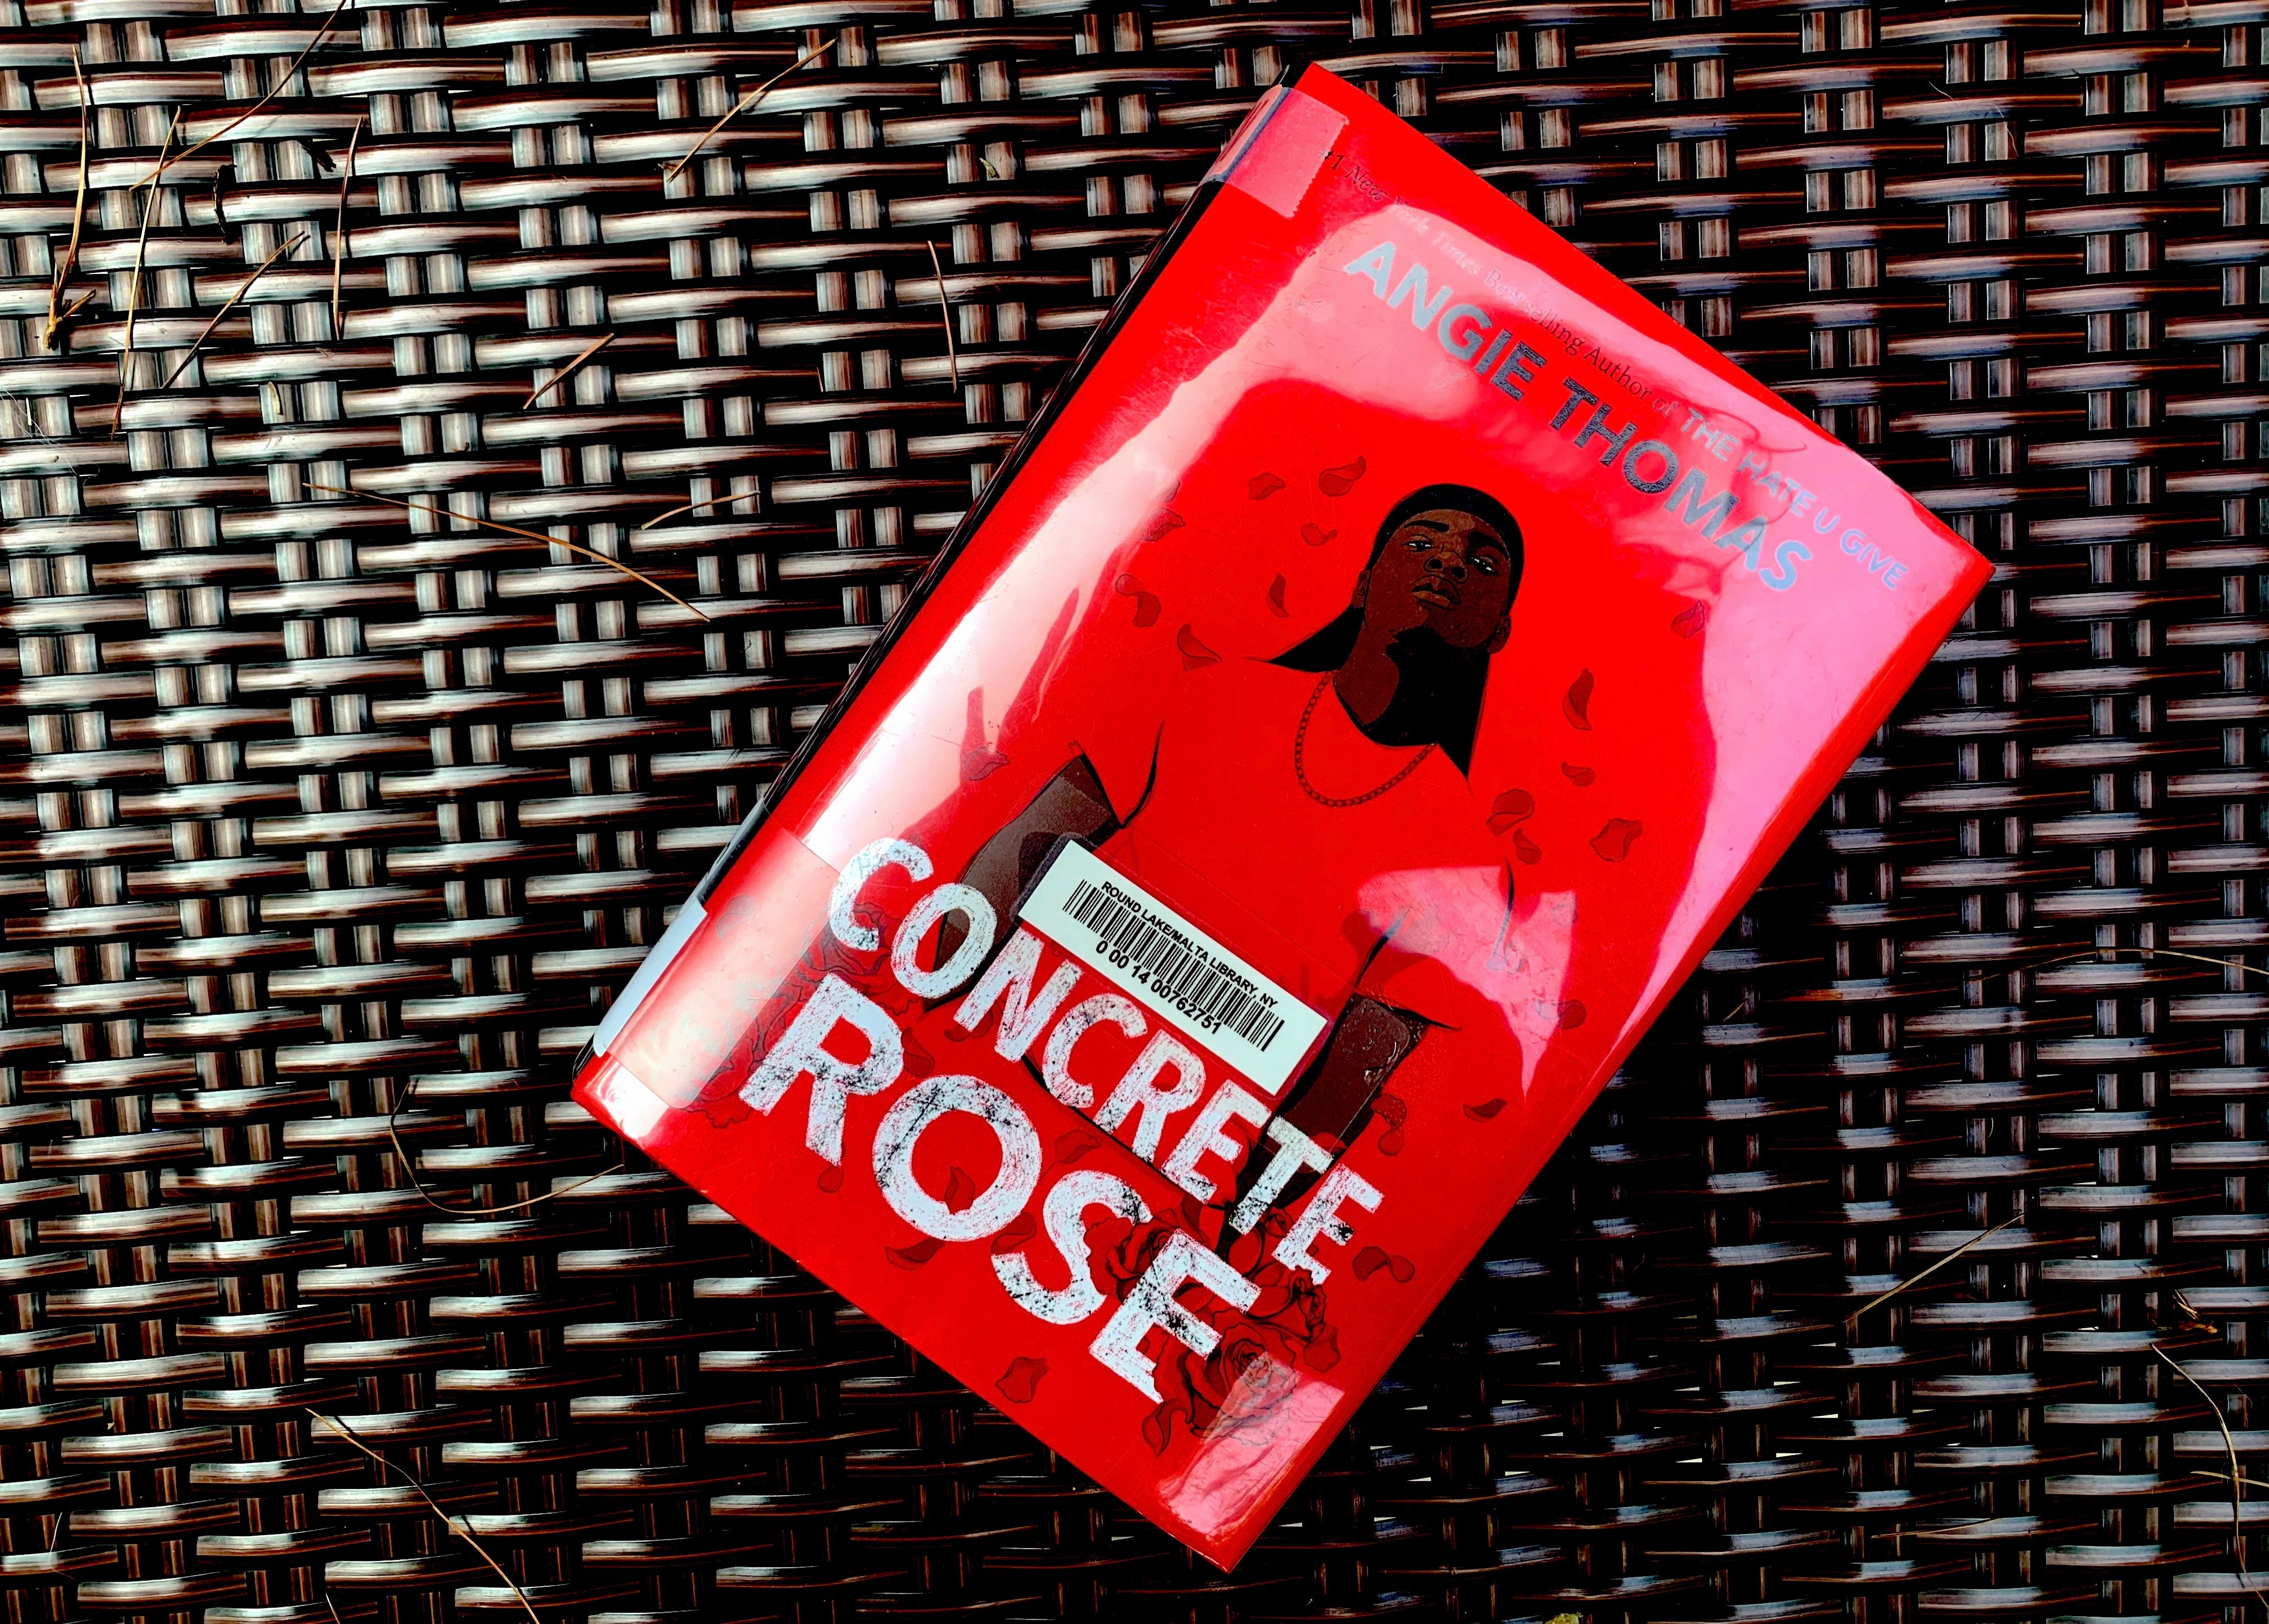 #1 New York Times Bestselling Author of THE HATE U GIVE
ANGIE THOMAS
ROUND LAKE/MALTA LIBRARY, NY
0 00 14 00762751
CONCRETE
ROSE